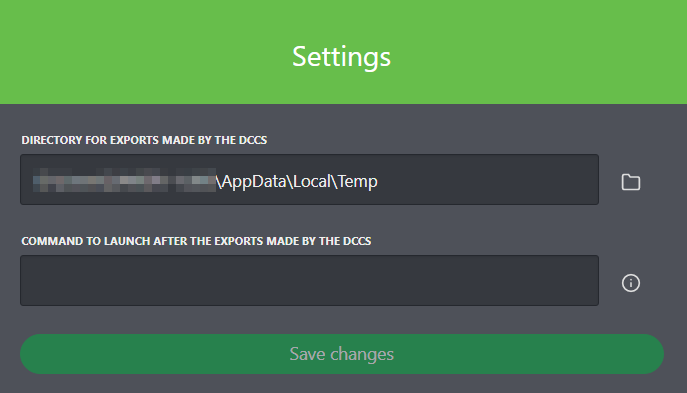 Settings
DIRECTORY FOR EXPORTS MADE BY THE DCCS
\AppData\Local\Temp
COMMAND TO LAUNCH AFTER THE EXPORTS MADE BY THE DCCS
Save changes